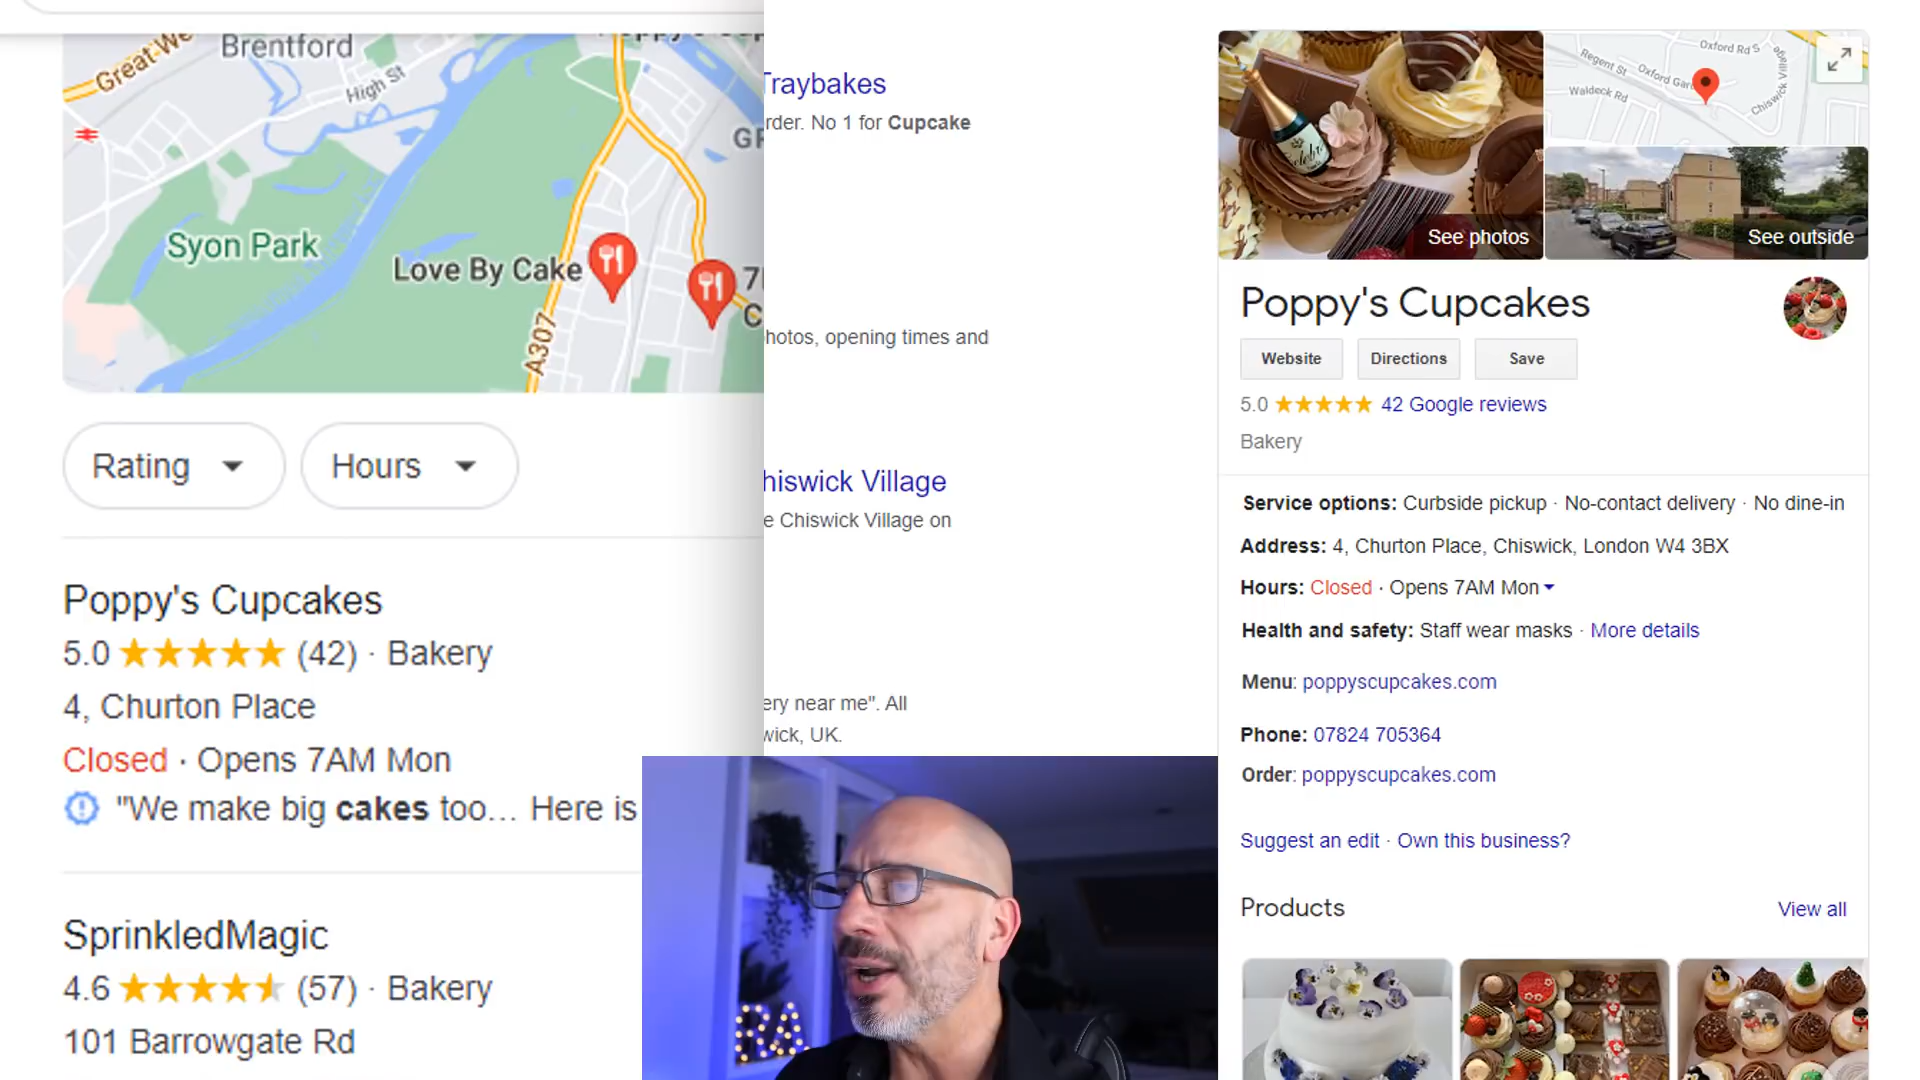 Brentford
High St
Syon Park
Love By Cake
A307
Rating
Hours
Poppy's Cupcakes
5.0 ★★★★★ (42) · Bakery
4, Churton Place
Closed · Opens 7AM Mon
"We make big cakes too... Here is
SprinkledMagic
4.6 (57) · Bakery
101 Barrowgate Rd
Traybakes
rder. No 1 for Cupcake
hotos, opening times and
hiswick Village
e Chiswick Village on
ery near me". All
wick, UK.
Oxford Rd S
Regent St
Waldeck Rd
Chiswick Village
See photos
See outside
Poppy's Cupcakes
Website
Directions
Save
5.0 ★★★★★ 42 Google reviews
Bakery
Service options: Curbside pickup · No-contact delivery · No dine-in
Address: 4, Churton Place, Chiswick, London W4 3BX
Hours: Closed · Opens 7AM Mon
Health and safety: Staff wear masks · More details
Menu: poppyscupcakes.com
Phone: 07824 705364
Order: poppyscupcakes.com
Suggest an edit · Own this business?
Products
View all